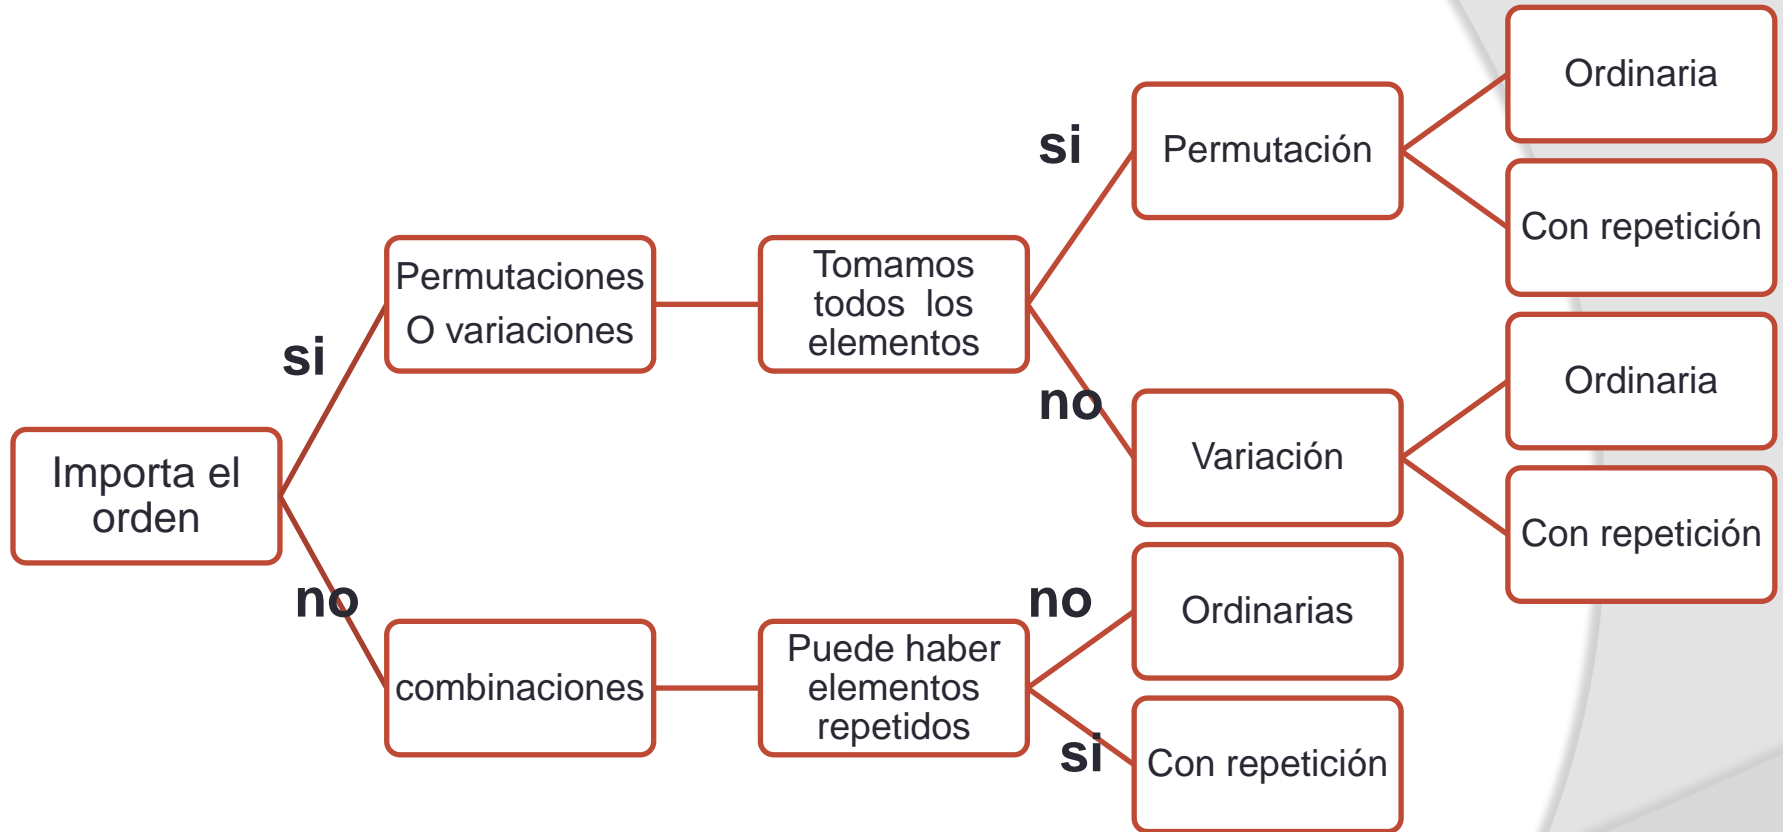 Importa el
orden
si
Permutaciones
O variaciones
Tomamos
todos los
elementos
si
Permutación
Ordinaria
Con repetición
no
Variación
Ordinaria
Con repetición
no
combinaciones
Puede haber
elementos
repetidos
no
Ordinarias
si
Con repetición